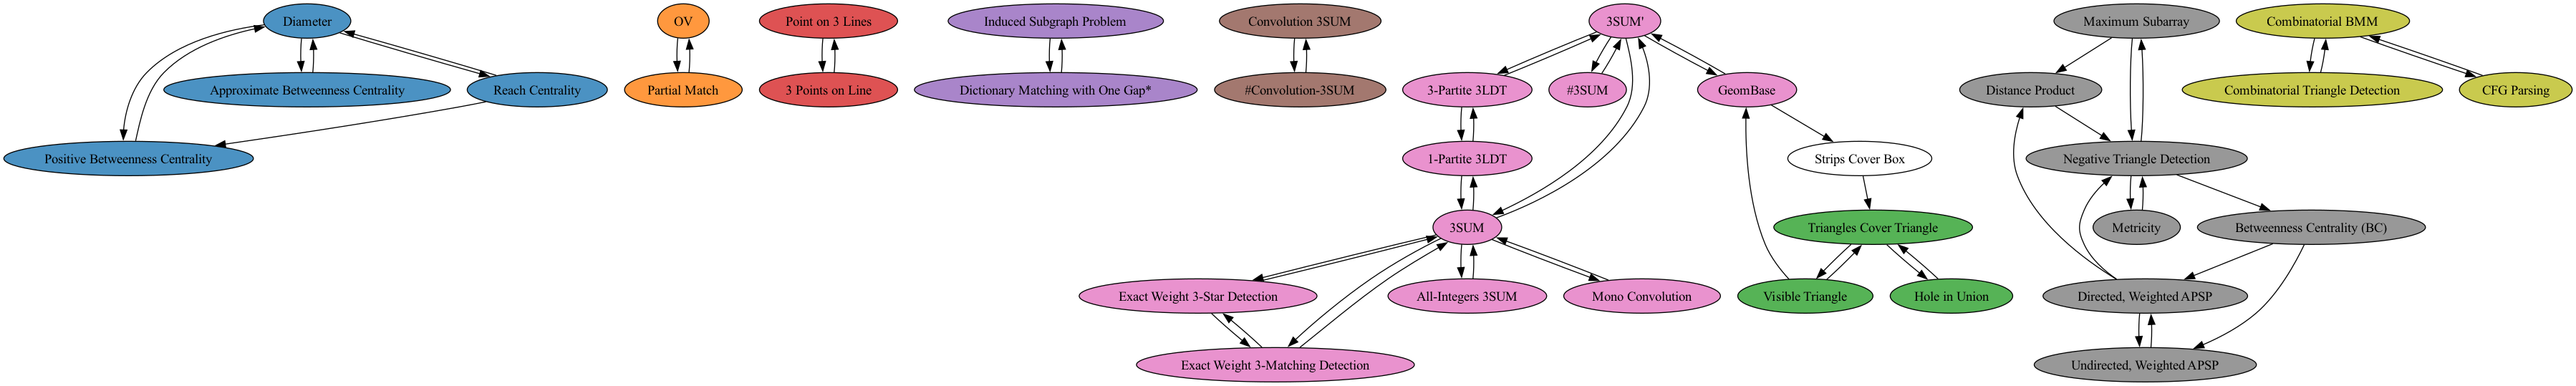 Diameter
OV
Point on 3 Lines
Induced Subgraph Problem
Convolution 3SUM
3SUM'
Maximum Subarray
Combinatorial BMM
Approximate Betweenness Centrality
Reach Centrality
Partial Match
3 Points on Line
Dictionary Matching with One Gap*
#Convolution-3SUM
3-Partite 3LDT
#3SUM
GeomBase
Distance Product
Combinatorial Triangle Detection
CFG Parsing
Positive Betweenness Centrality
1-Partite 3LDT
Strips Cover Box
Negative Triangle Detection
3SUM
Triangles Cover Triangle
Metricity
Betweenness Centrality (BC)
Exact Weight 3-Star Detection
All-Integers 3SUM
Mono Convolution
Visible Triangle
Hole in Union
Directed, Weighted APSP
Exact Weight 3-Matching Detection
Undirected, Weighted APSP